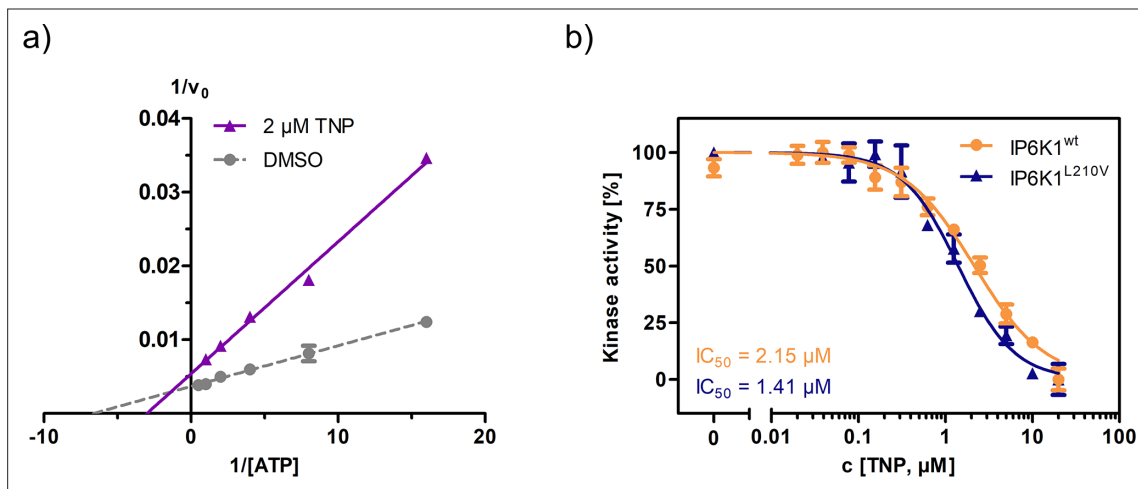 a)
1/v₀
0.04
0.03
0.02
0.01
2 µM TNP
DMSO
-10 0 10 20
1/[ATP]
b)
Kinase activity [%]
100
75
50
25
0
IP6K1ʷᵗ
IP6K1ᴸ²¹⁰ⱽ
IC₅₀ = 2.15 µM
IC₅₀ = 1.41 µM
0 0.01 0.1 1 10 100
c [TNP, µM]